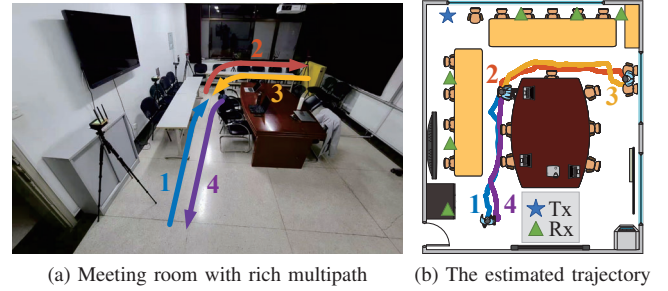 2
3
1
4
2
3
1
4
Tx
Rx
(a) Meeting room with rich multipath
(b) The estimated trajectory